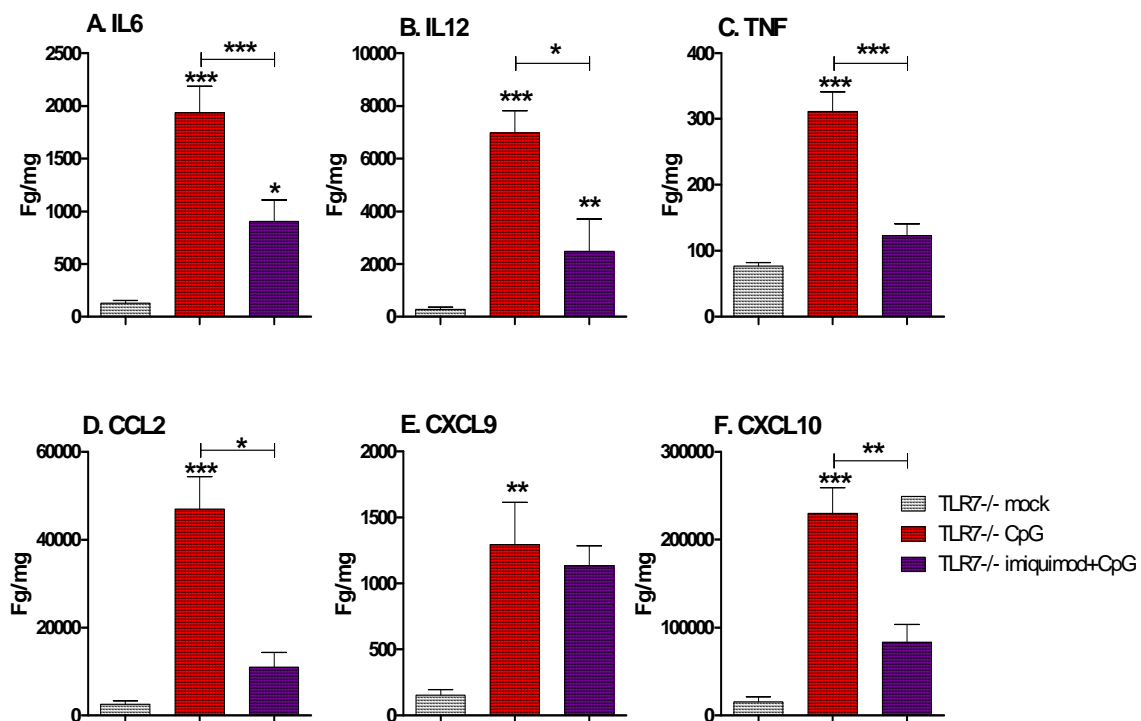 A. IL6
Fg/mg
2500
2000
1500
1000
500
0
***
*
***
B. IL12
Fg/mg
10000
8000
6000
4000
2000
0
***
**
*
C. TNF
Fg/mg
400
300
200
100
0
***
***
D. CCL2
Fg/mg
60000
40000
20000
0
***
*
E. CXCL9
Fg/mg
2000
1500
1000
500
0
**
F. CXCL10
Fg/mg
300000
200000
100000
0
***
**
TLR7-/- mock
TLR7-/- CpG
TLR7-/- imiquimod+CpG